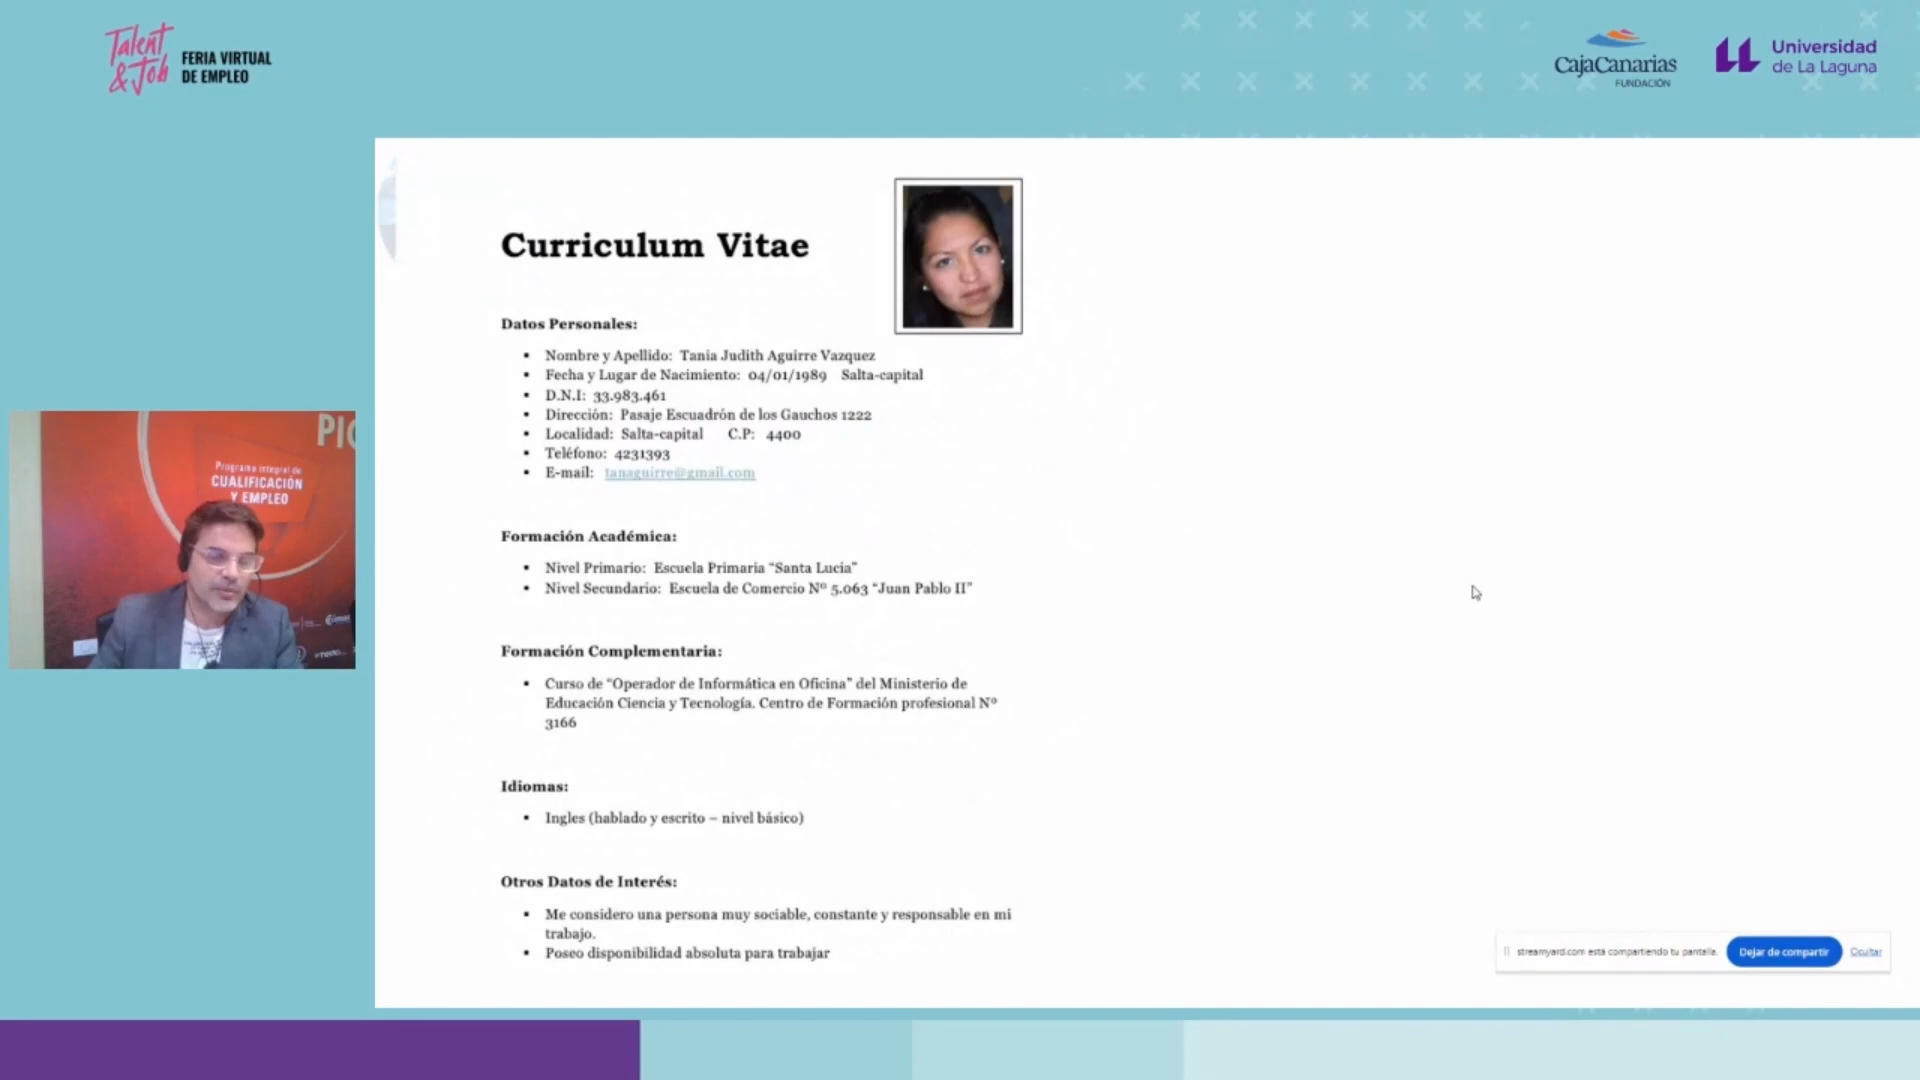 Talent
&Job
FERIA VIRTUAL
DE EMPLEO
CajaCanarias
FUNDACIÓN
Universidad
de La Laguna
Curriculum Vitae
Datos Personales:
Nombre y Apellido: Tania Judith Aguirre Vazquez
Fecha y Lugar de Nacimiento: 04/01/1989 Salta-capital
D.N.I: 33.983.461
Dirección: Pasaje Escuadrón de los Gauchos 1222
Localidad: Salta-capital C.P: 4400
Teléfono: 4231393
E-mail: tanaguirre@gmail.com
Formación Académica:
Nivel Primario: Escuela Primaria “Santa Lucia”
Nivel Secundario: Escuela de Comercio Nº 5.063 “Juan Pablo II”
Formación Complementaria:
Curso de “Operador de Informática en Oficina” del Ministerio de
Educación Ciencia y Tecnología. Centro de Formación profesional Nº
3166
Idiomas:
Ingles (hablado y escrito – nivel básico)
Otros Datos de Interés:
Me considero una persona muy sociable, constante y responsable en mi
trabajo.
Poseo disponibilidad absoluta para trabajar
Programa integral de
CUALIFICACIÓN
Y EMPLEO
streamyard.com está compartiendo tu pantalla.
Dejar de compartir
Ocultar